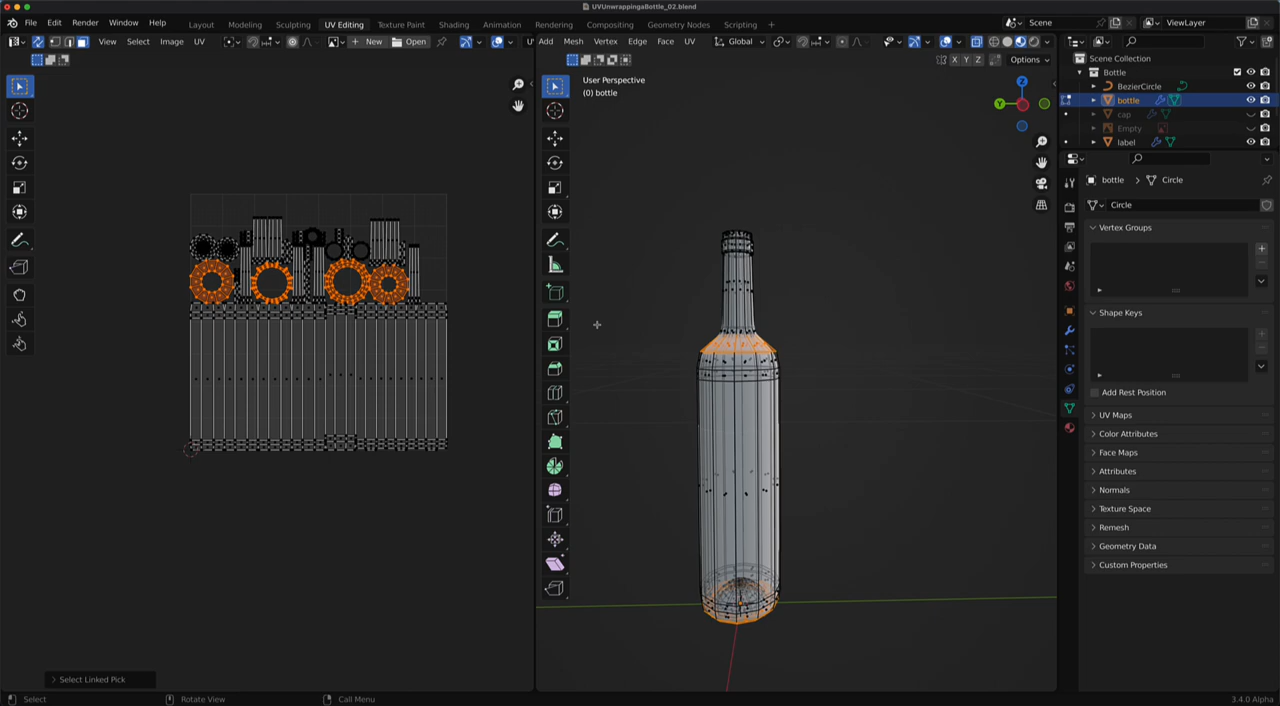 UVUnwrappingaBottle_02.blend
File Edit Render Window Help
Layout Modeling Sculpting UV Editing Texture Paint Shading Animation Rendering Compositing Geometry Nodes Scripting +
Scene ViewLayer
View Select Image UV New Open U
Add Mesh Vertex Edge Face UV Global
X Y Z Options
User Perspective
(0) bottle
Z
Y
Scene Collection
Bottle
BezierCircle
bottle
cap
Empty
label
bottle > Circle
Circle
Vertex Groups
Shape Keys
Add Rest Position
UV Maps
Color Attributes
Face Maps
Attributes
Normals
Texture Space
Remesh
Geometry Data
Custom Properties
> Select Linked Pick
Select Rotate View Call Menu
3.4.0 Alpha